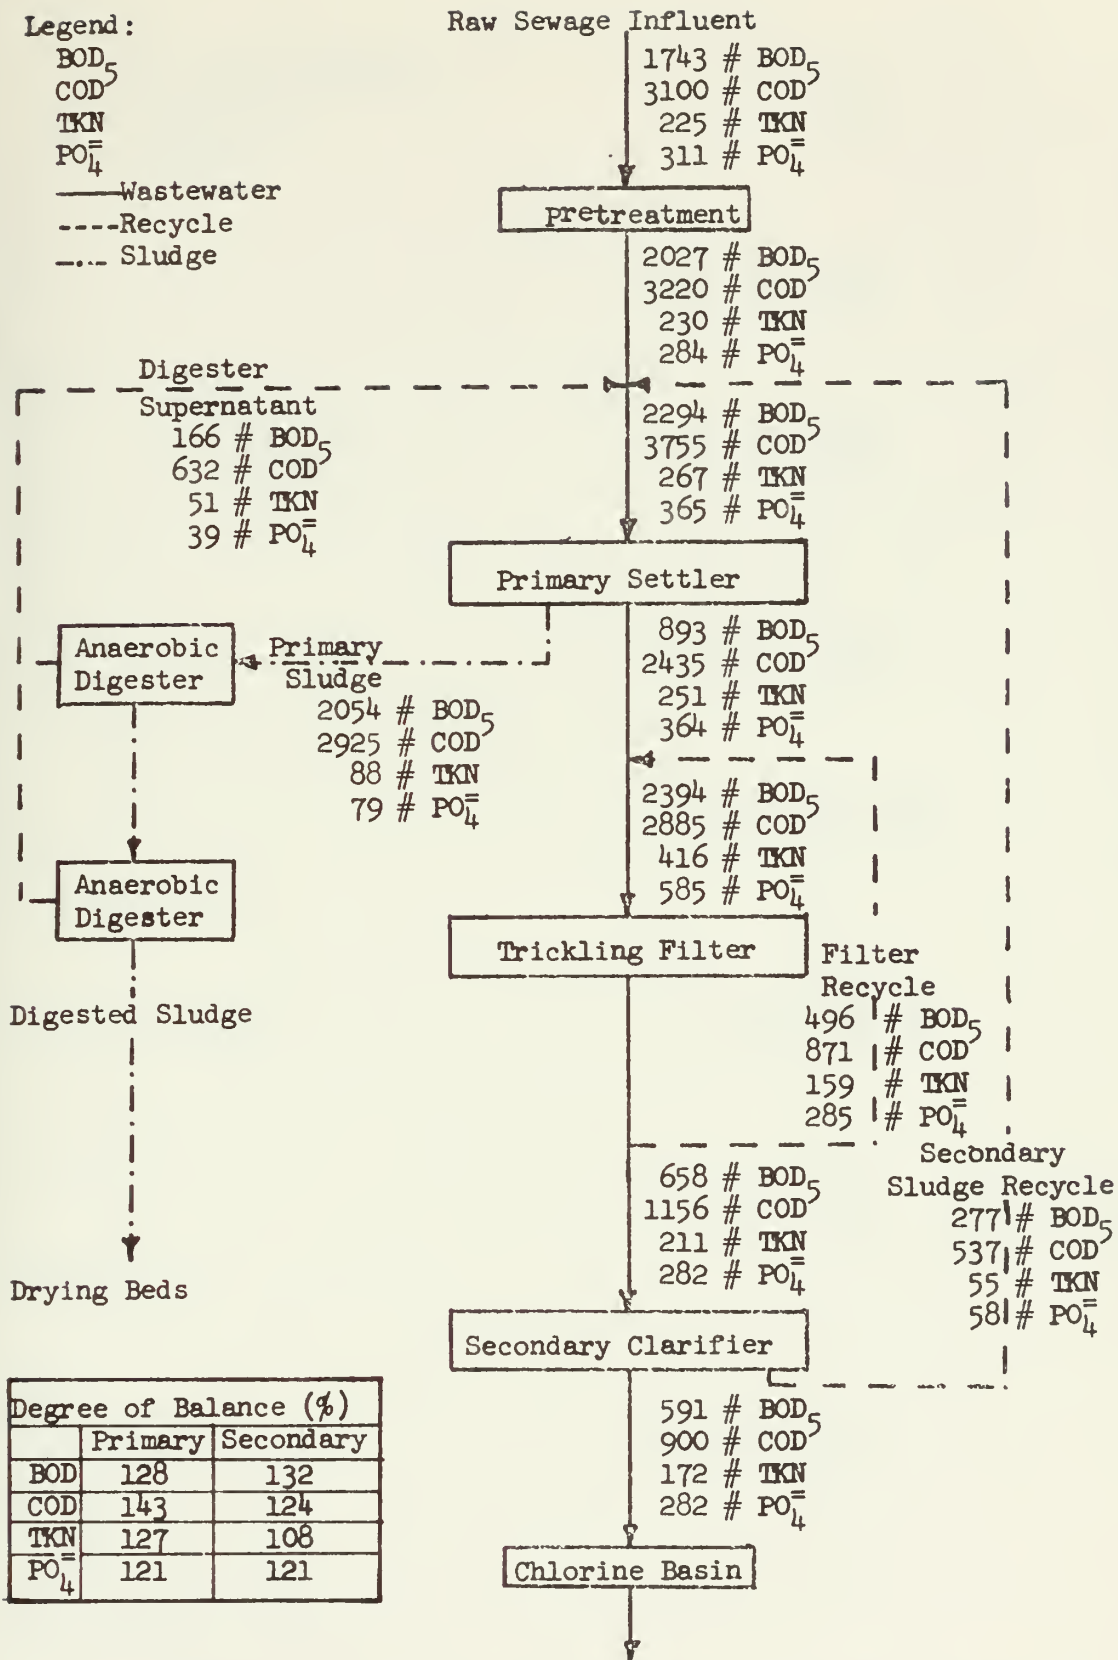 Legend:
BOD5
COD
TKN
PO4=
Wastewater
Recycle
Sludge
Raw Sewage Influent
1743 # BOD5
3100 # COD
225 # TKN
311 # PO4=
pretreatment
2027 # BOD5
3220 # COD
230 # TKN
284 # PO4=
Digester
Supernatant
166 # BOD5
632 # COD
51 # TKN
39 # PO4=
2294 # BOD5
3755 # COD
267 # TKN
365 # PO4=
Primary Settler
Anaerobic
Digester
Primary
Sludge
2054 # BOD5
2925 # COD
88 # TKN
79 # PO4=
893 # BOD5
2435 # COD
251 # TKN
364 # PO4=
2394 # BOD5
2885 # COD
416 # TKN
585 # PO4=
Anaerobic
Digester
Trickling Filter
Filter
Recycle
496 # BOD5
871 # COD
159 # TKN
285 # PO4=
Digested Sludge
658 # BOD5
1156 # COD
211 # TKN
282 # PO4=
Secondary
Sludge Recycle
277 # BOD5
537 # COD
55 # TKN
58 # PO4=
Drying Beds
Secondary Clarifier
591 # BOD5
900 # COD
172 # TKN
282 # PO4=
Chlorine Basin
Degree of Balance (%)
Primary Secondary
BOD 128 132
COD 143 124
TKN 127 108
PO4= 121 121